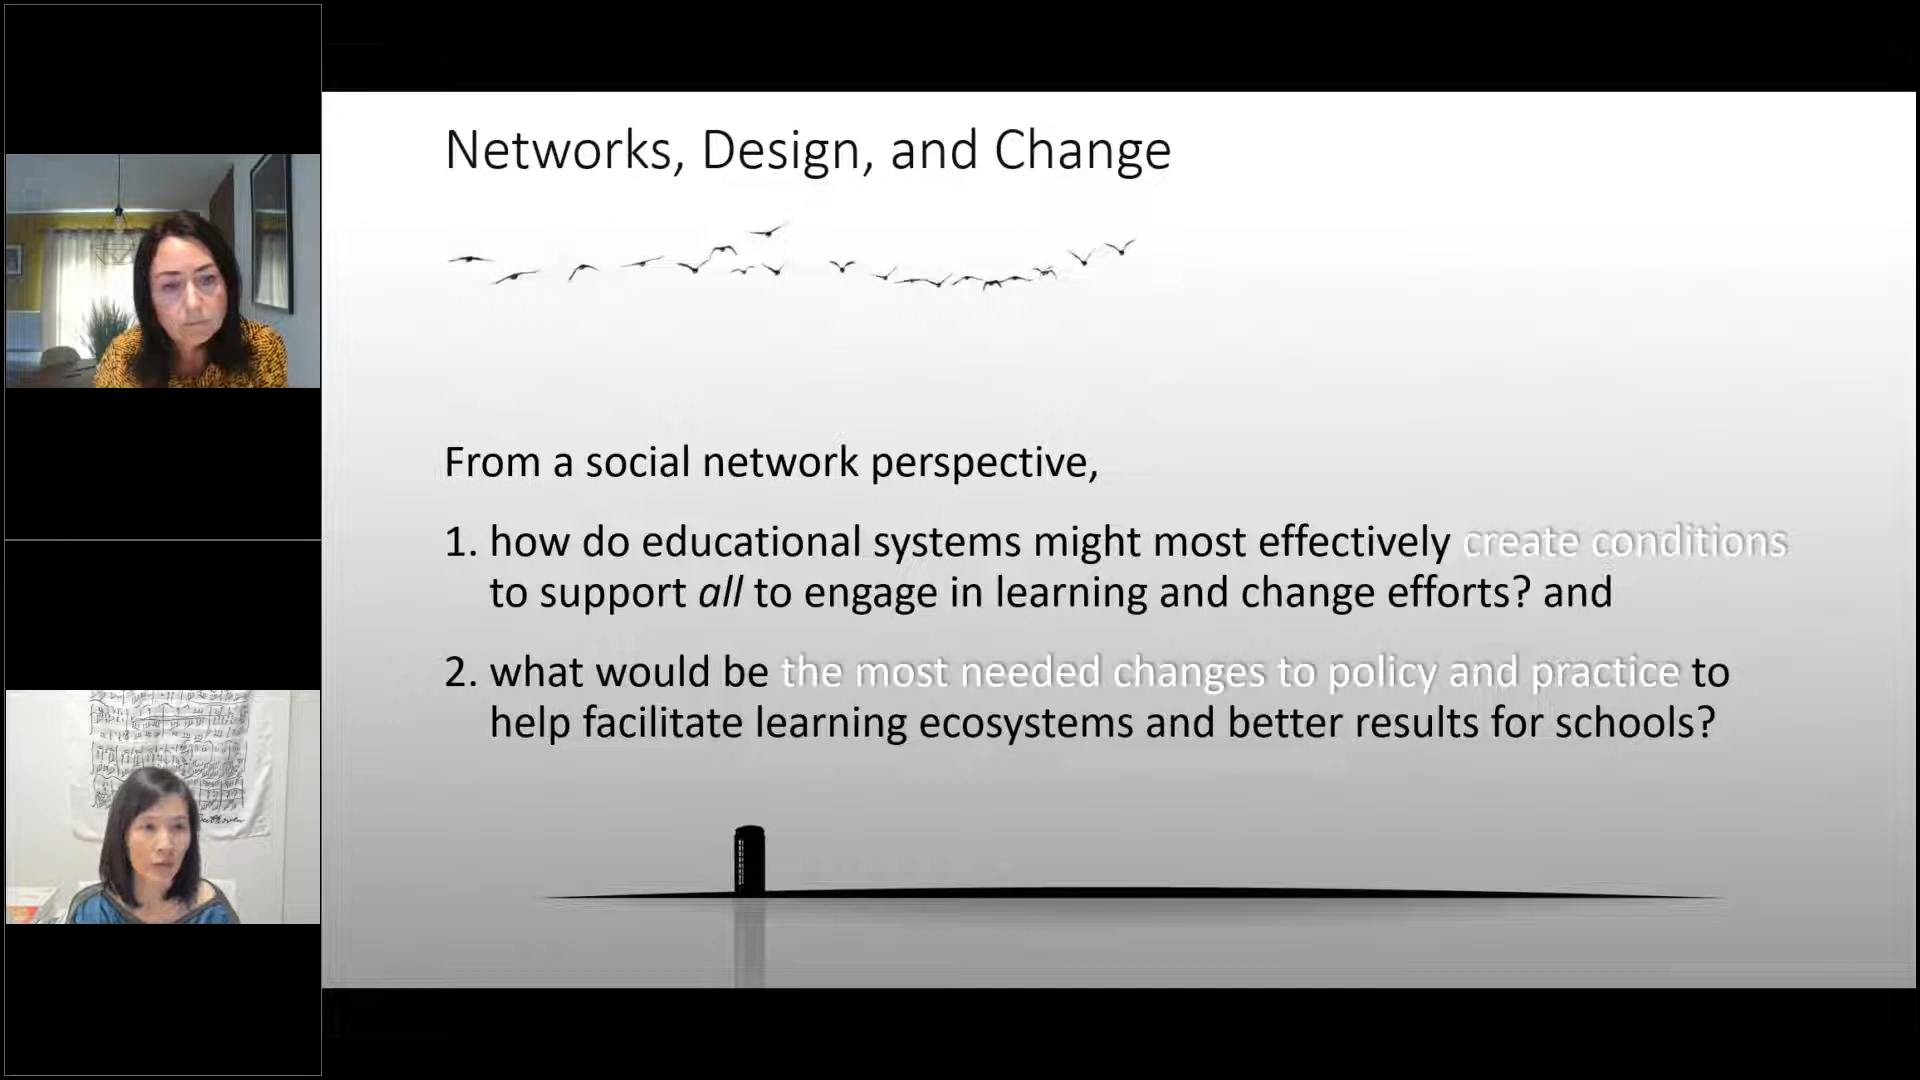 Networks, Design, and Change
From a social network perspective,
1. how do educational systems might most effectively create conditions
to support all to engage in learning and change efforts? and
2. what would be the most needed changes to policy and practice to
help facilitate learning ecosystems and better results for schools?
Beethoven